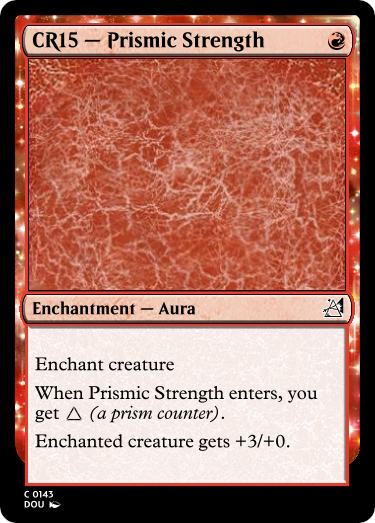 CR15 — Prismic Strength
Enchantment — Aura
Enchant creature
When Prismic Strength enters, you
get △ (a prism counter).
Enchanted creature gets +3/+0.
C 0143
DOU